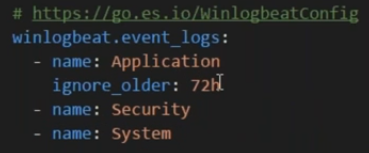 # https://go.es.io/WinlogbeatConfig
winlogbeat.event_logs:
- name: Application
ignore_older: 72h
- name: Security
- name: System